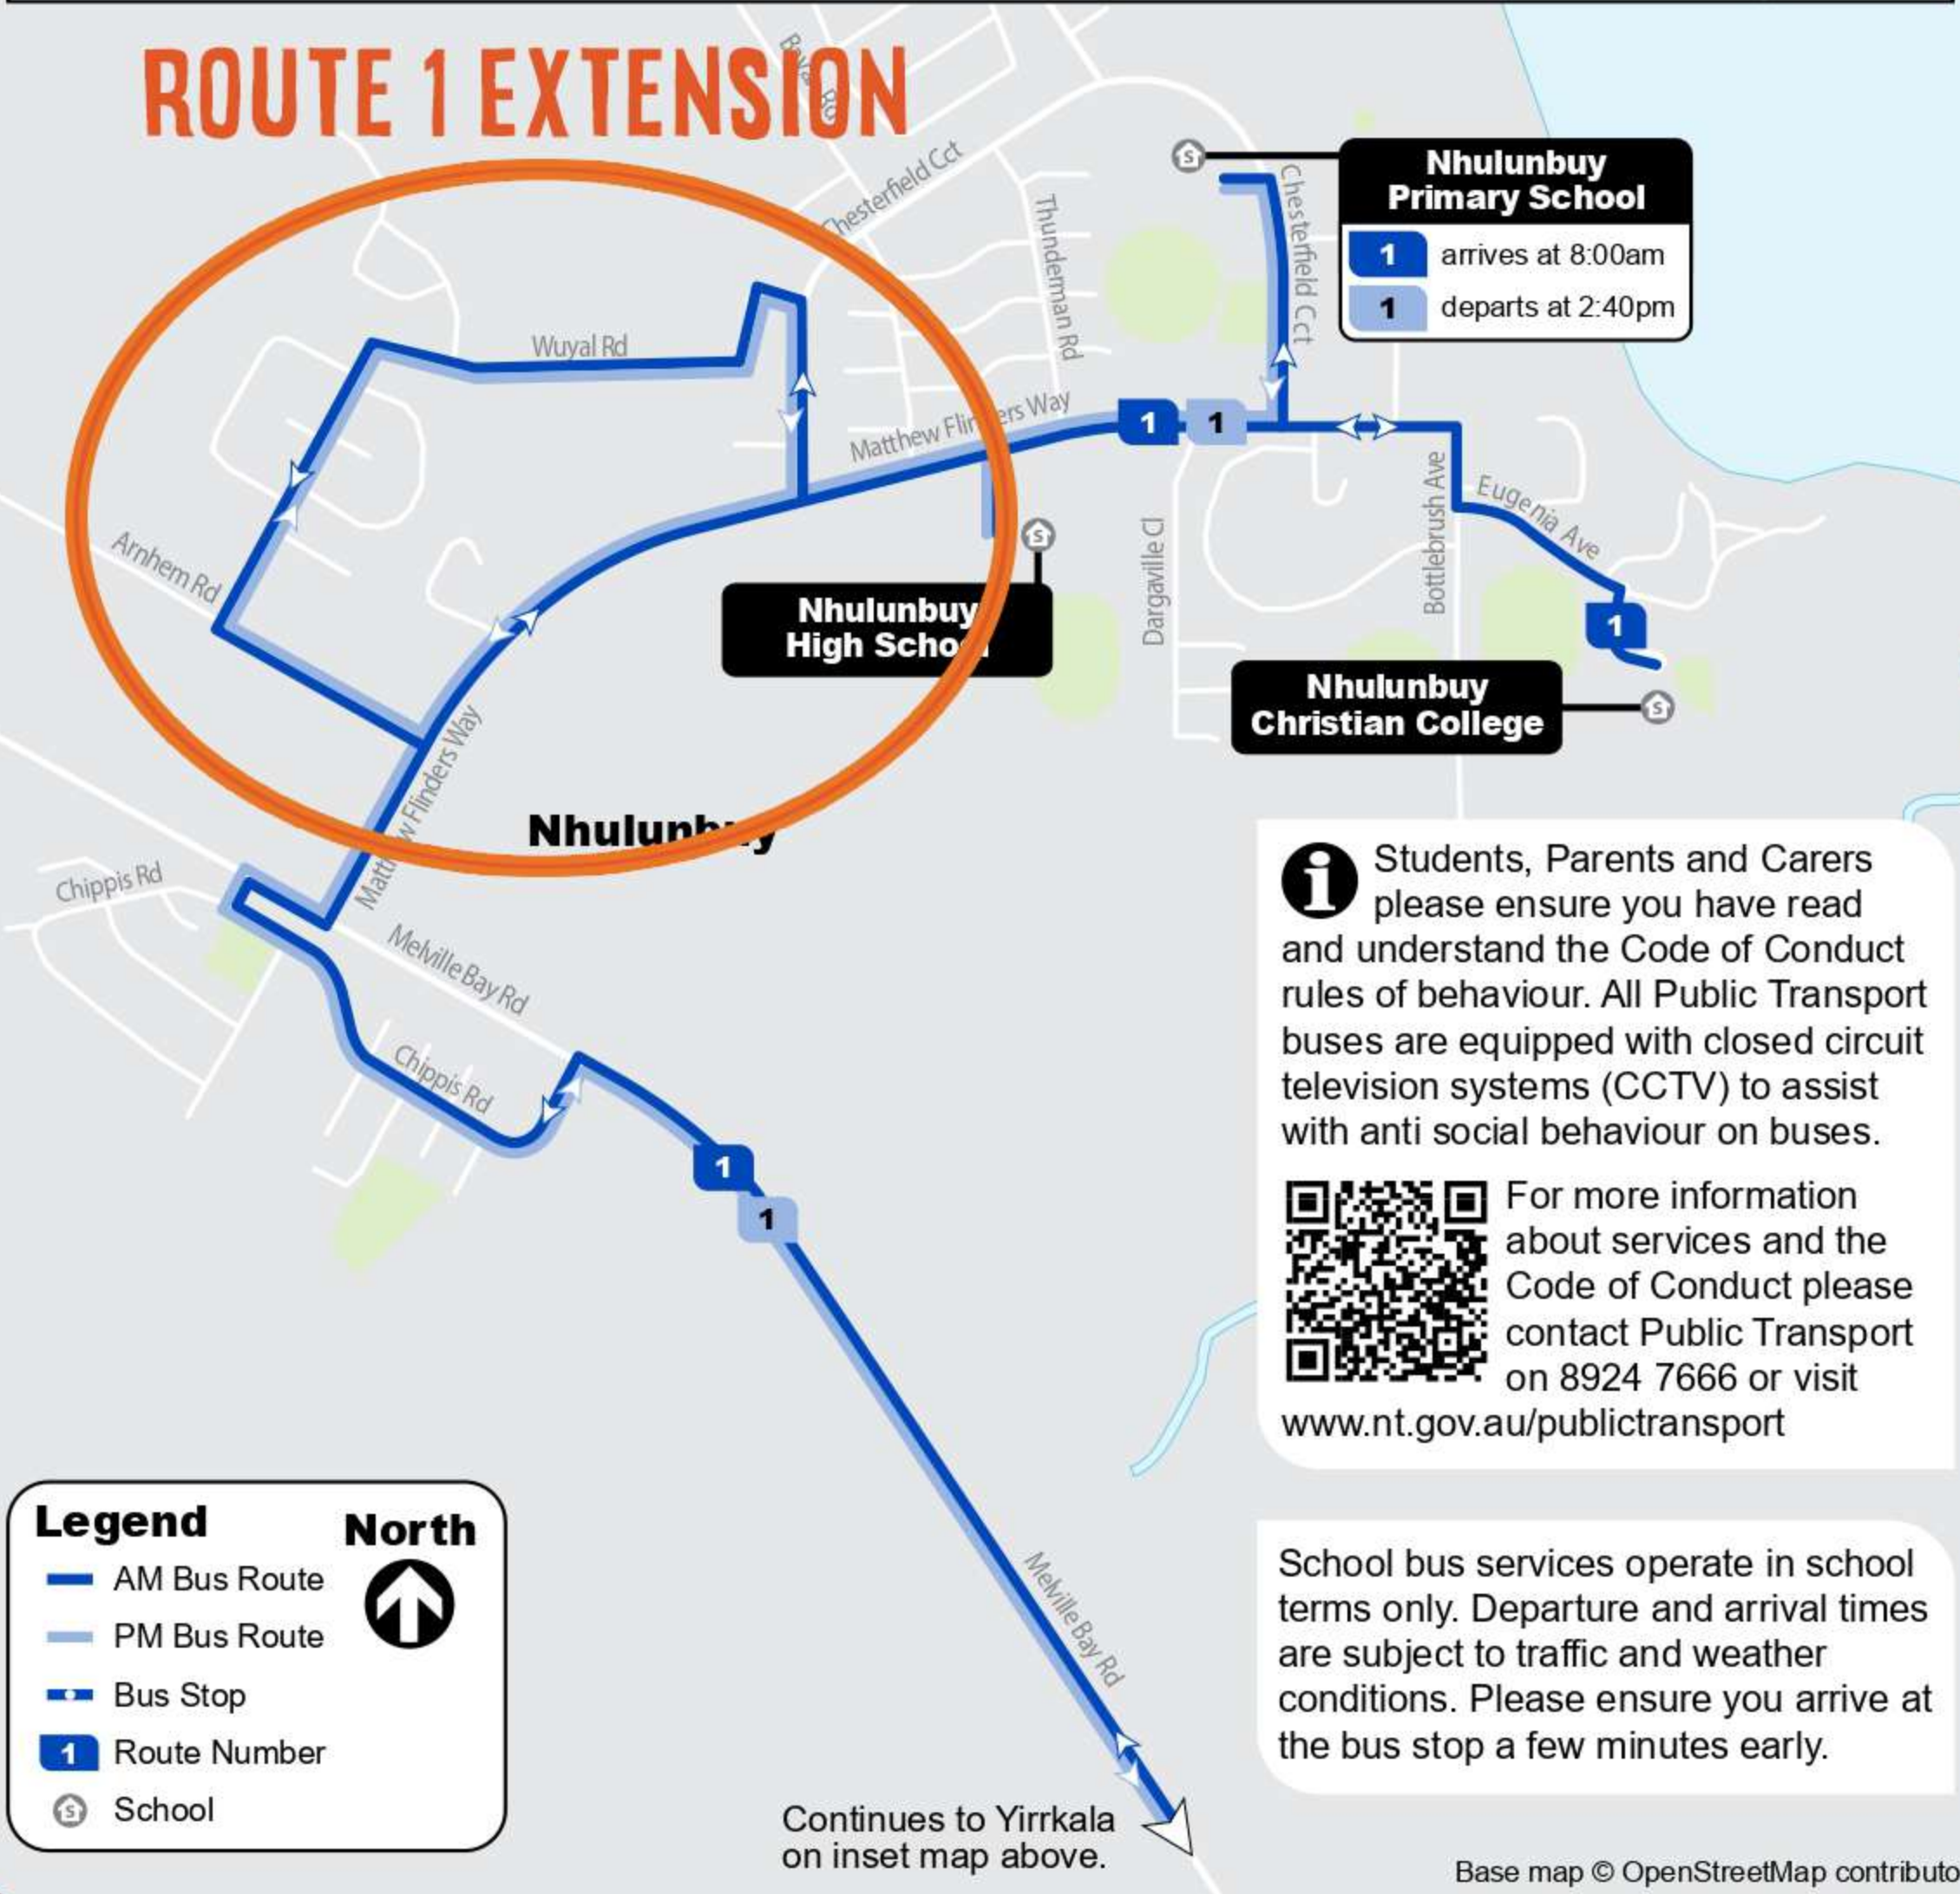 ROUTE 1 EXTENSION
Chesterfield Cct
Thunderman Rd
Chesterfield Cct
Nhulunbuy
Primary School
1 arrives at 8:00am
1 departs at 2:40pm
Wuyal Rd
Matthew Flinders Way
1
1
Arnhem Rd
Nhulunbuy
High School
Dargaville Cl
Bottlebrush Ave
Eugenia Ave
1
Nhulunbuy
Christian College
Matthew Flinders Way
Nhulunbuy
Chippis Rd
Melville Bay Rd
Chippis Rd
1
1
Students, Parents and Carers
please ensure you have read
and understand the Code of Conduct
rules of behaviour. All Public Transport
buses are equipped with closed circuit
television systems (CCTV) to assist
with anti social behaviour on buses.
For more information
about services and the
Code of Conduct please
contact Public Transport
on 8924 7666 or visit
www.nt.gov.au/publictransport
Legend
North
AM Bus Route
PM Bus Route
Bus Stop
1 Route Number
S School
Melville Bay Rd
School bus services operate in school
terms only. Departure and arrival times
are subject to traffic and weather
conditions. Please ensure you arrive at
the bus stop a few minutes early.
Continues to Yirrkala
on inset map above.
Base map © OpenStreetMap contributo